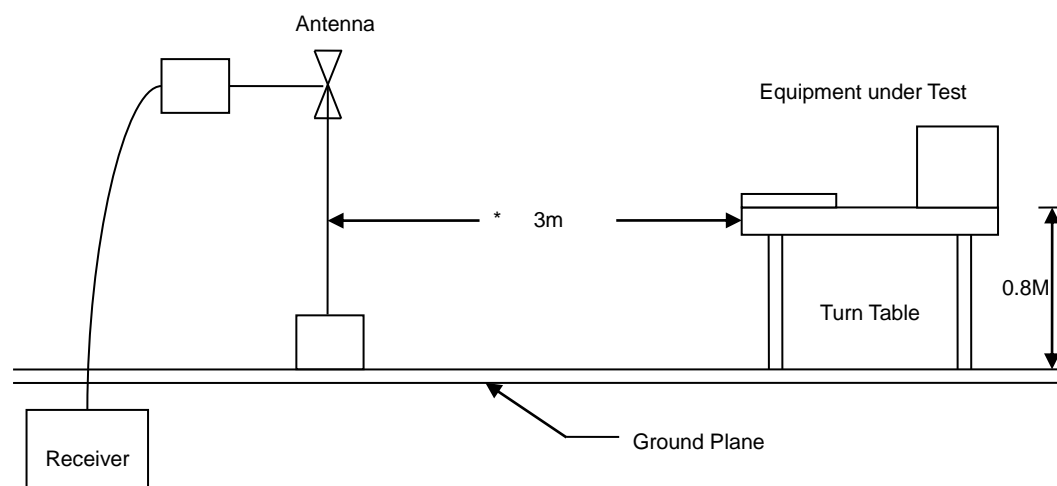 Antenna
Equipment under Test
* 3m
0.8M
Turn Table
Ground Plane
Receiver